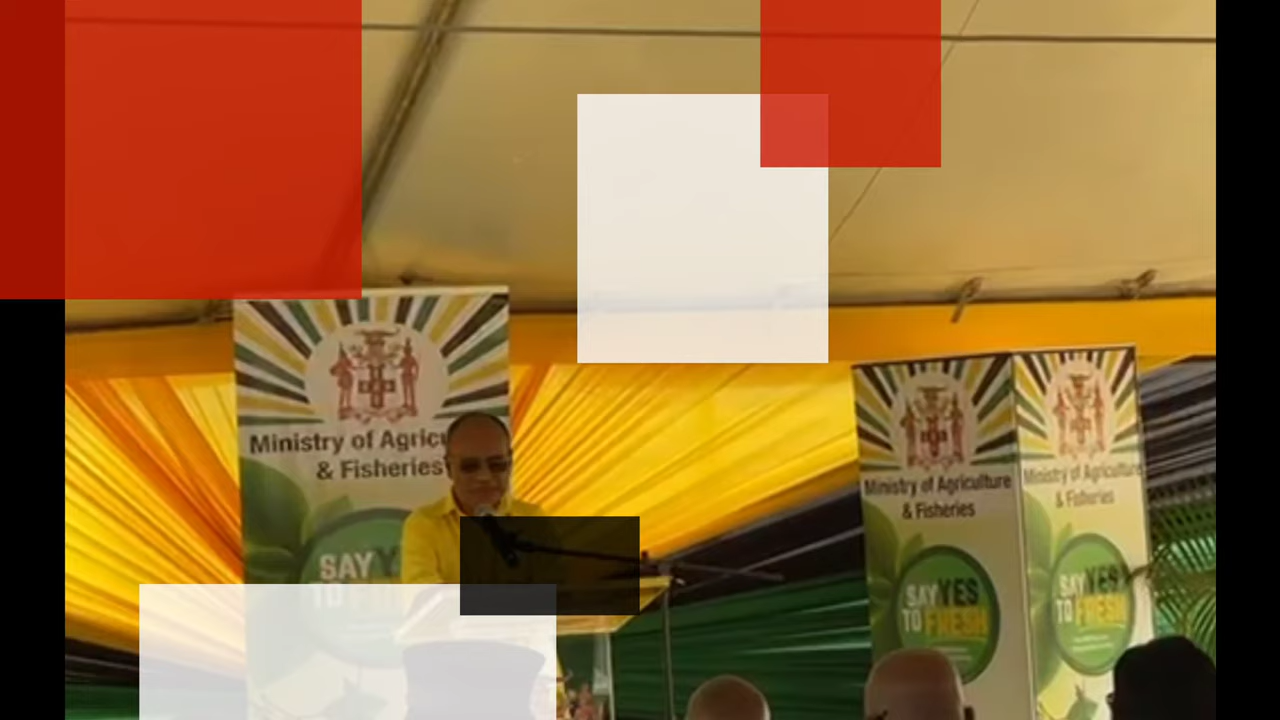 Ministry of Agricu
& Fisheries
SAY Y
TO
Ministry of Agriculture
& Fisheries
SAY YES
TO FRESH
Ministry of Agriculture
& Fisheries
SAY YES
TO FRESH